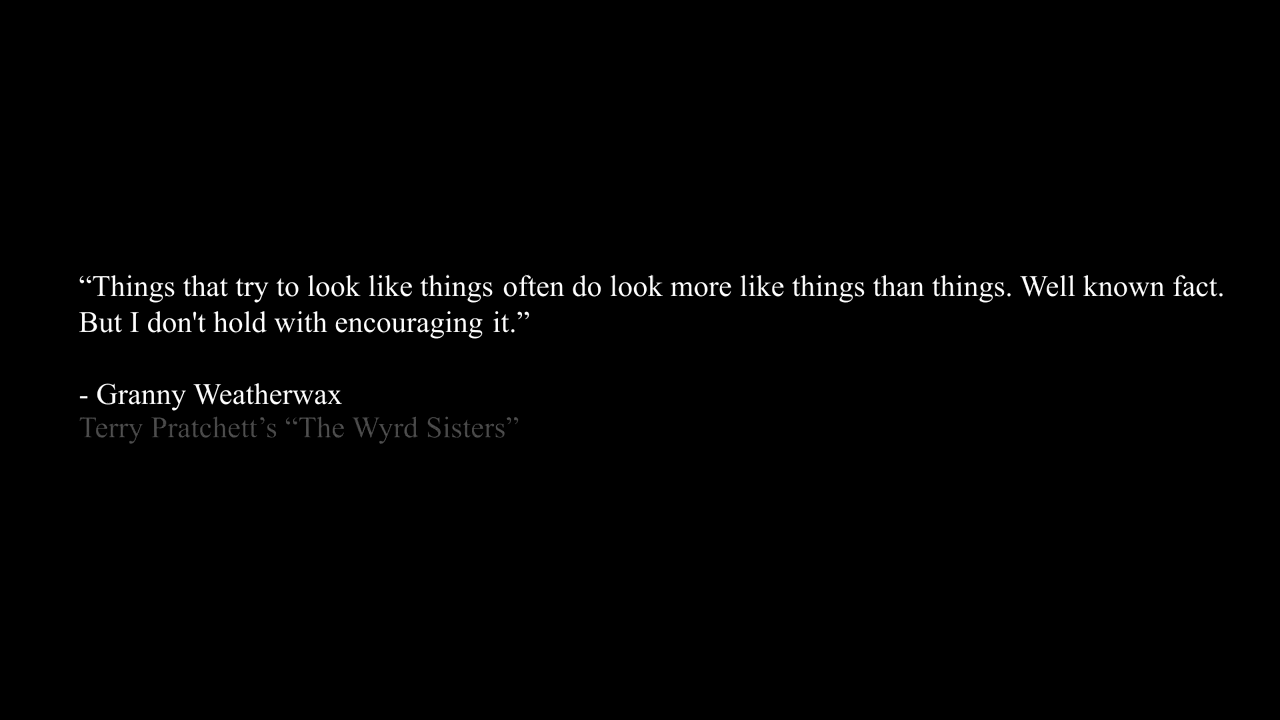 “Things that try to look like things often do look more like things than things. Well known fact.
But I don't hold with encouraging it.”
- Granny Weatherwax
Terry Pratchett’s “The Wyrd Sisters”